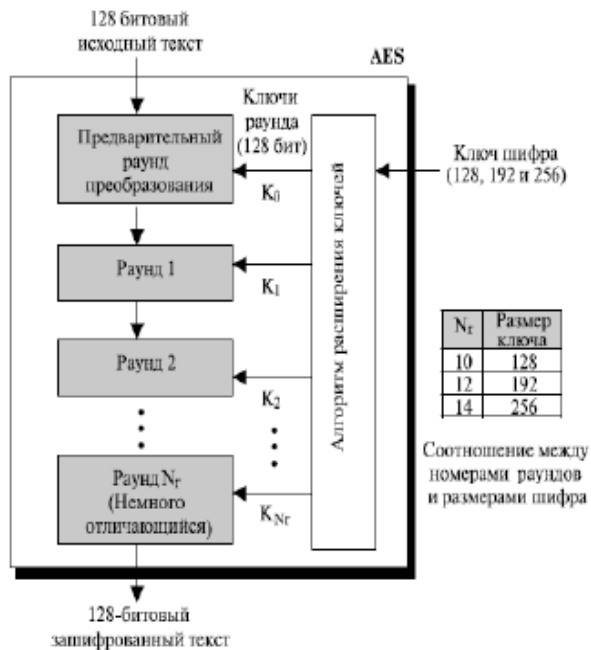 128 битовый
исходный текст
AES
Ключи
раунда
(128 бит)
Предварительный
раунд
преобразования
K0
Ключ шифра
(128, 192 и 256)
Алгоритм расширения ключей
Раунд 1
K1
Раунд 2
K2
Nr Размер ключа
10 128
12 192
14 256
Соотношение между
номерами раундов
и размерами шифра
Раунд Nr
(Немного
отличающийся)
KNr
128-битовый
зашифрованный текст